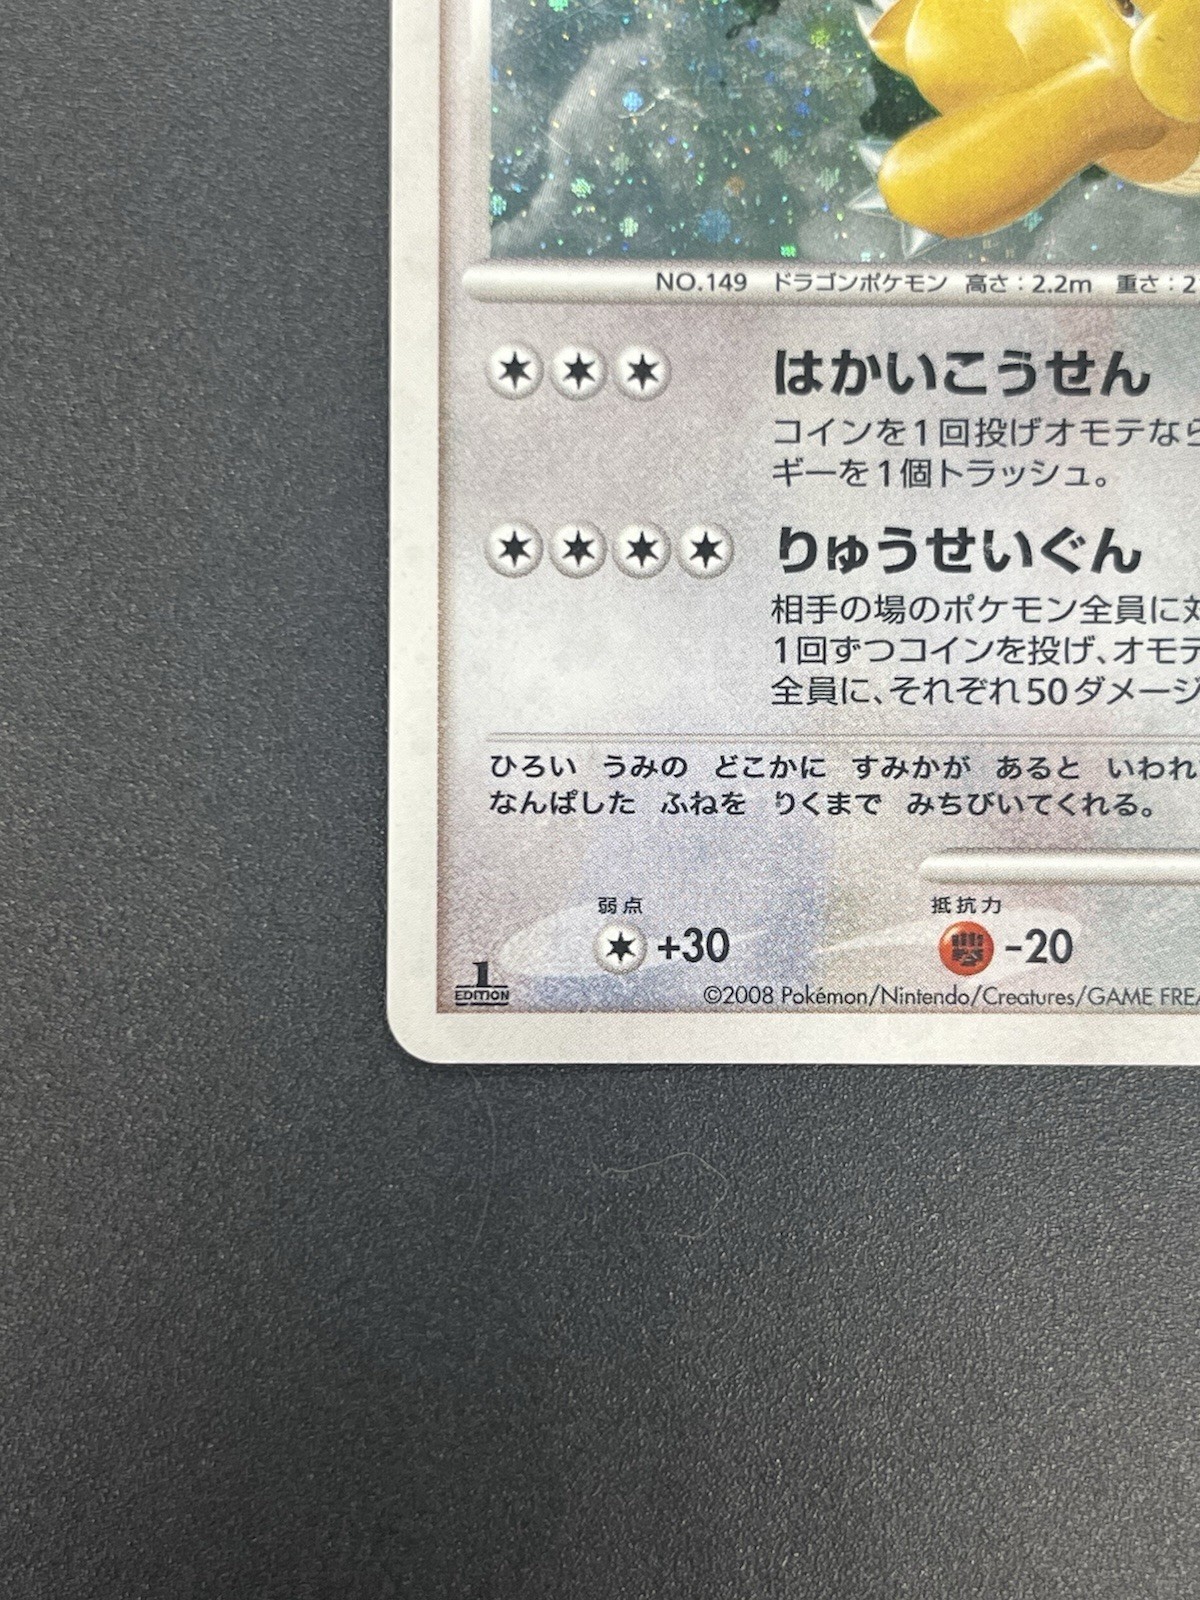 NO.149 ドラゴンポケモン 高さ：2.2m 重さ：2
はかいこうせん
コインを1回投げオモテなら
ギーを1個トラッシュ。
りゅうせいぐん
相手の場のポケモン全員に対
1回ずつコインを投げ、オモテ
全員に、それぞれ50ダメージ
ひろい うみの どこかに すみかが あると いわれ
なんぱした ふねを りくまで みちびいてくれる。
弱点 抵抗力
+30 -20
1 EDITION
©2008 Pokémon/Nintendo/Creatures/GAME FREA